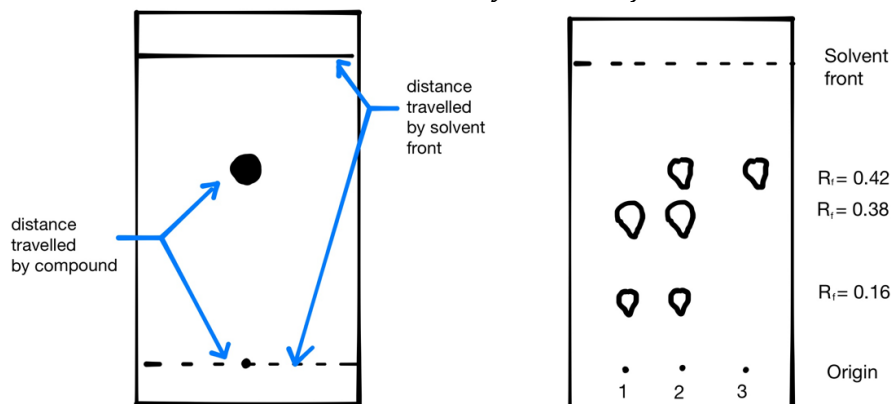 distance
travelled
by solvent
front
distance
travelled
by compound
Solvent
front
Rf= 0.42
Rf= 0.38
Rf= 0.16
Origin
1 2 3